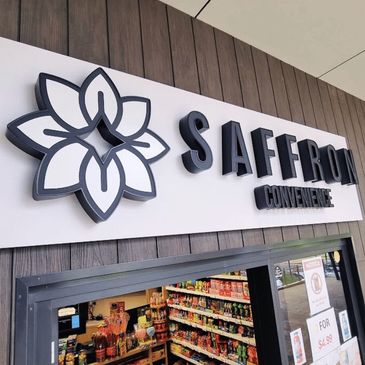 SAFFRON
CONVENIENCE
FOR
$4.99